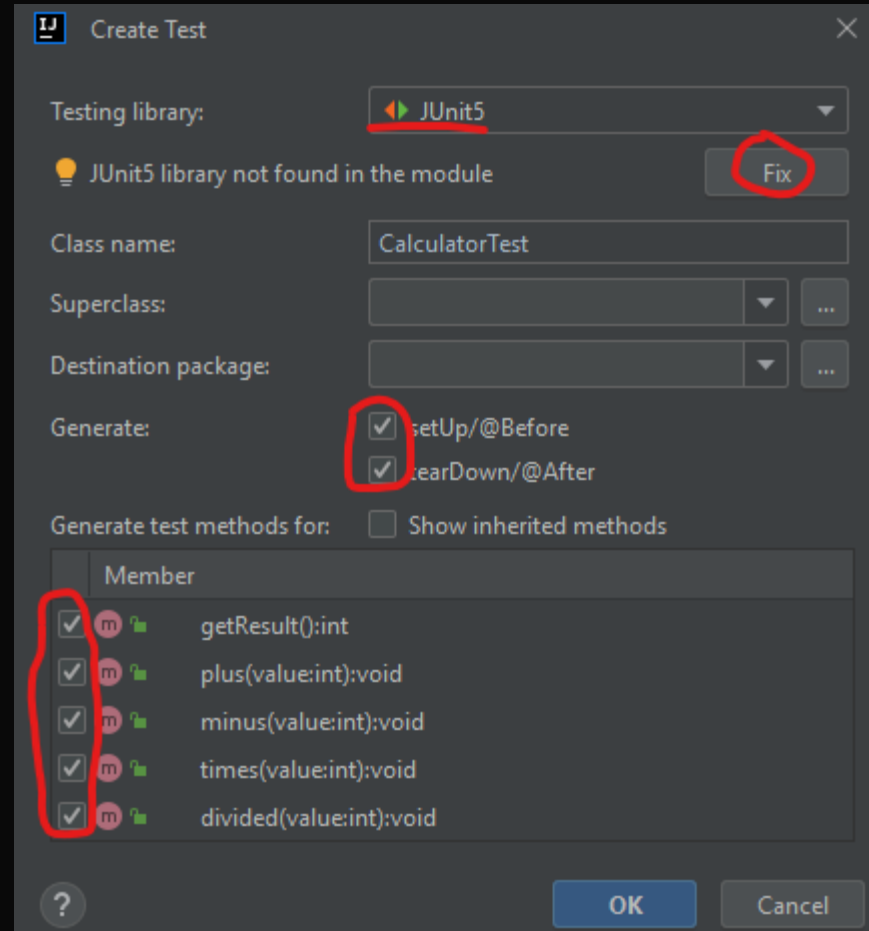 IJ Create Test
Testing library: JUnit5
JUnit5 library not found in the module Fix
Class name: CalculatorTest
Superclass: ...
Destination package: ...
Generate: setUp/@Before
tearDown/@After
Generate test methods for: Show inherited methods
Member
m getResult():int
m plus(value:int):void
m minus(value:int):void
m times(value:int):void
m divided(value:int):void
? OK Cancel